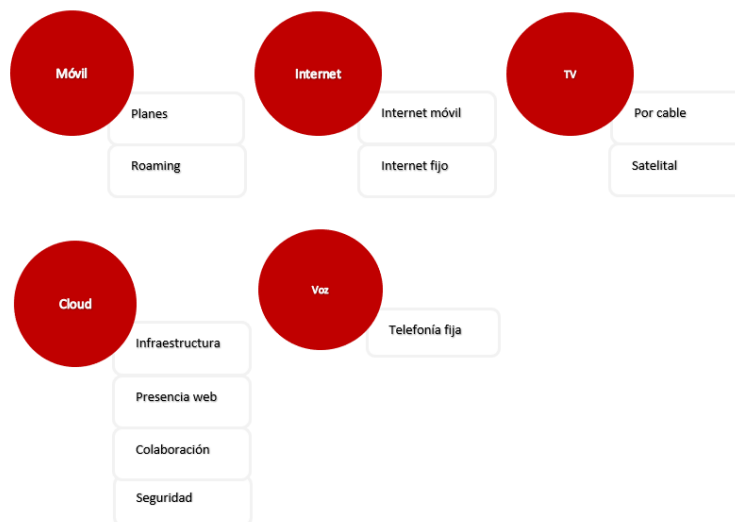 Móvil
Planes
Roaming
Internet
Internet móvil
Internet fijo
TV
Por cable
Satelital
Cloud
Infraestructura
Presencia web
Colaboración
Seguridad
Voz
Telefonía fija